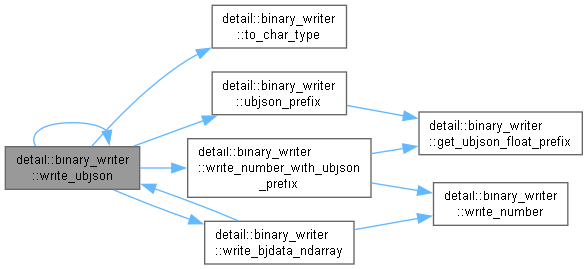 detail::binary_writer
::write_ubjson
detail::binary_writer
::to_char_type
detail::binary_writer
::ubjson_prefix
detail::binary_writer
::write_number_with_ubjson
_prefix
detail::binary_writer
::write_bjdata_ndarray
detail::binary_writer
::get_ubjson_float_prefix
detail::binary_writer
::write_number